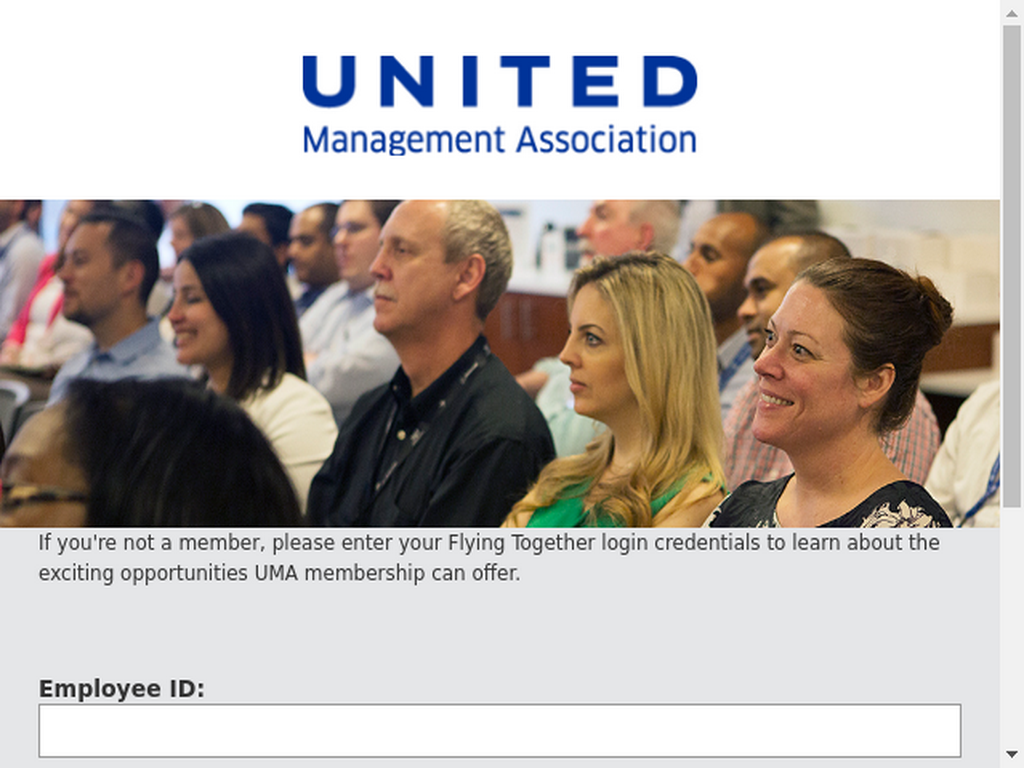 UNITED
Management Association
If you're not a member, please enter your Flying Together login credentials to learn about the
exciting opportunities UMA membership can offer.
Employee ID: